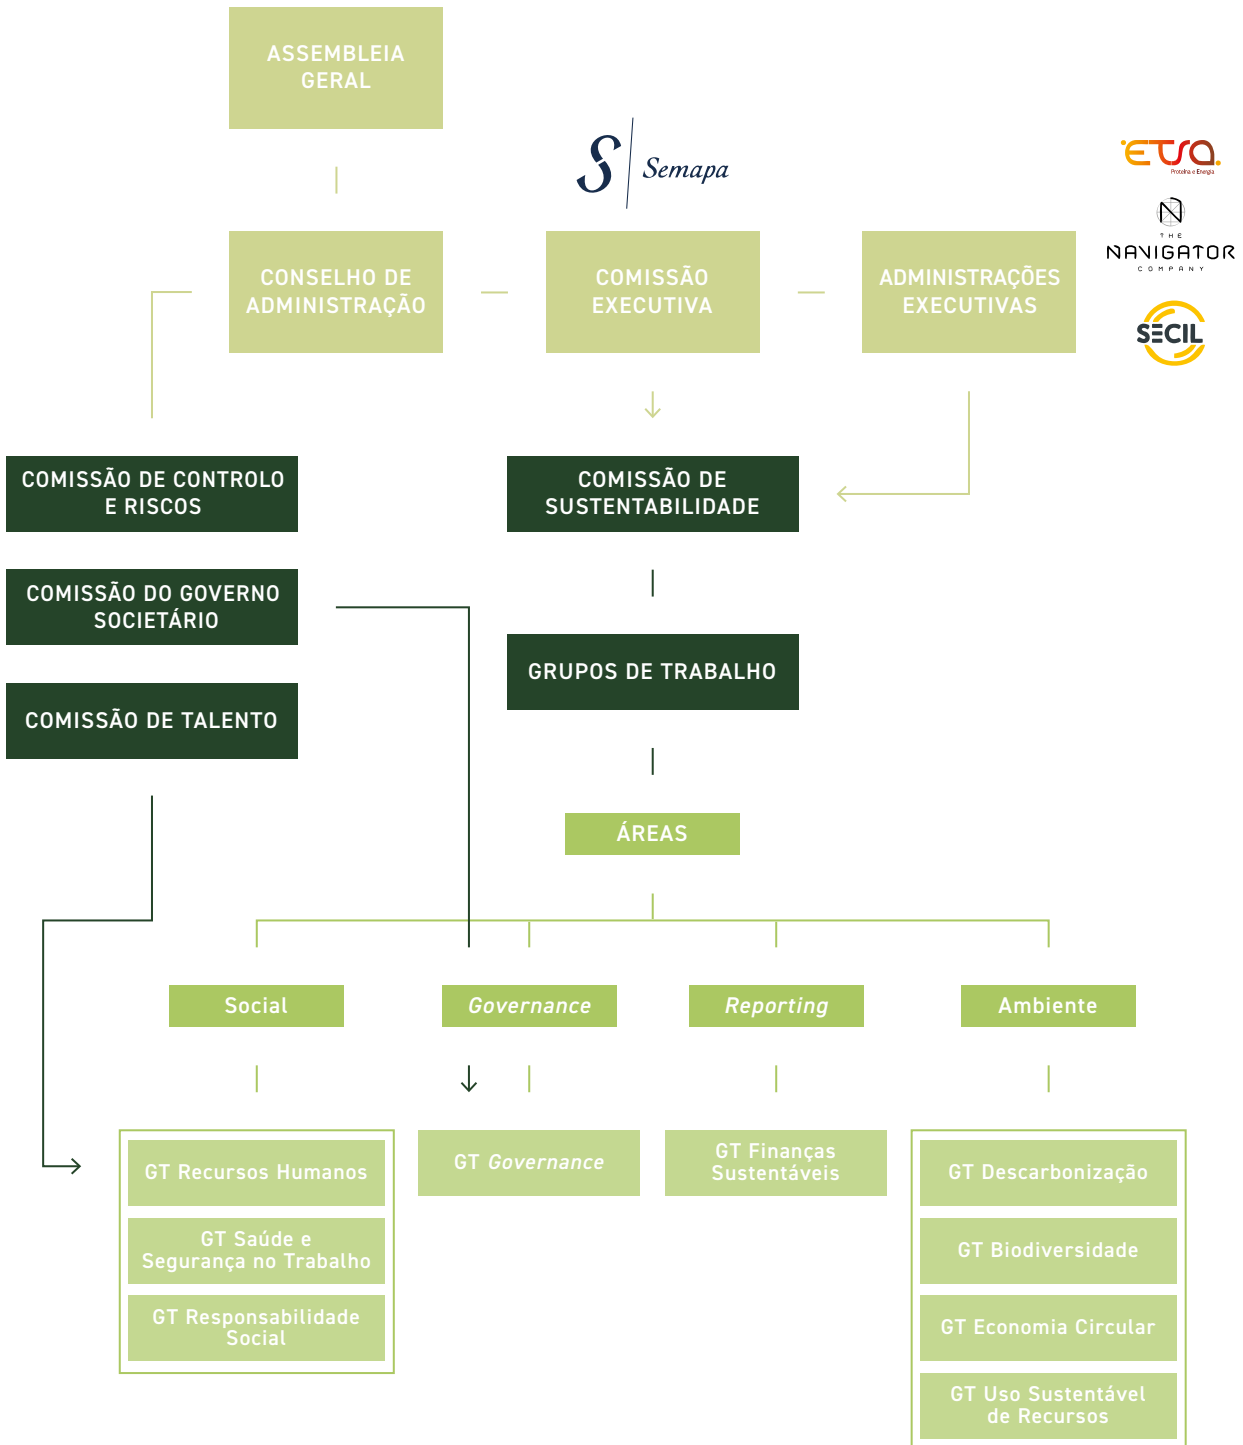 ASSEMBLEIA
GERAL
S
Semapa
ETSA
Proteína e Energia
N
THE
NAVIGATOR
COMPANY
SECIL
CONSELHO DE
ADMINISTRAÇÃO
COMISSÃO
EXECUTIVA
ADMINISTRAÇÕES
EXECUTIVAS
COMISSÃO DE CONTROLO
E RISCOS
COMISSÃO DE
SUSTENTABILIDADE
COMISSÃO DO GOVERNO
SOCIETÁRIO
GRUPOS DE TRABALHO
COMISSÃO DE TALENTO
ÁREAS
Social
Governance
Reporting
Ambiente
GT Recursos Humanos
GT Saúde e
Segurança no Trabalho
GT Responsabilidade
Social
GT Governance
GT Finanças
Sustentáveis
GT Descarbonização
GT Biodiversidade
GT Economia Circular
GT Uso Sustentável
de Recursos